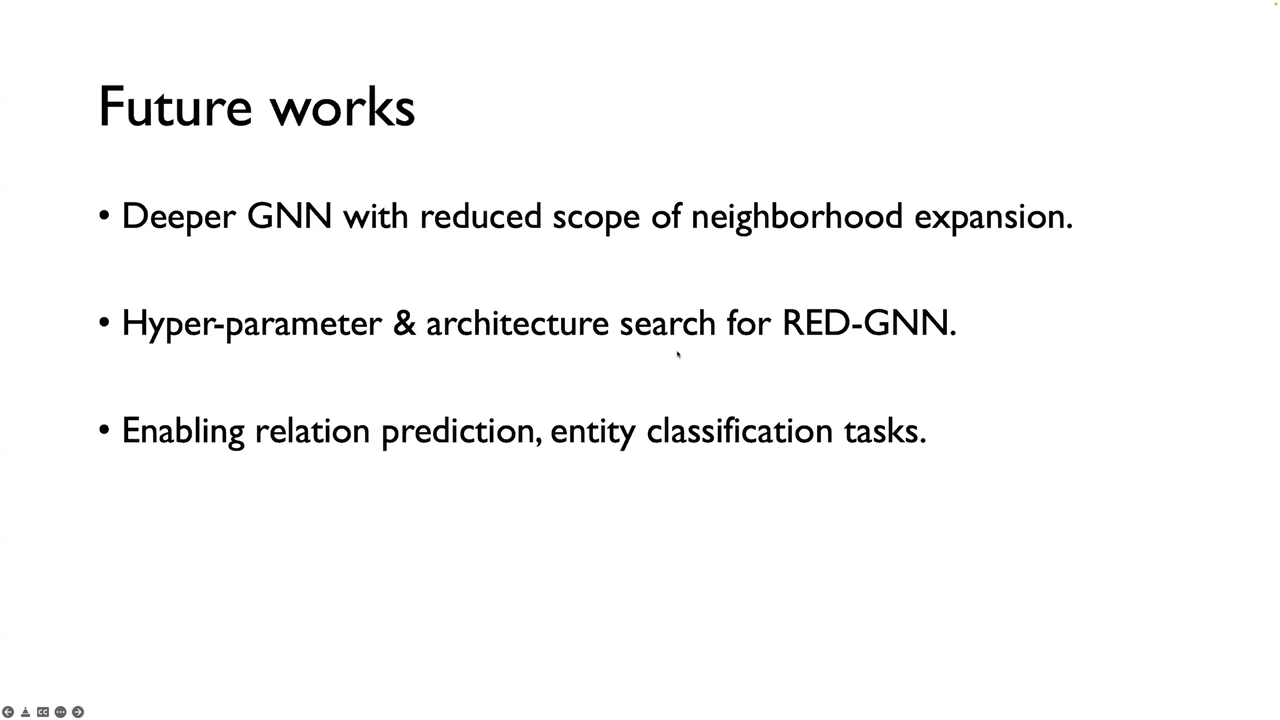 Future works
• Deeper GNN with reduced scope of neighborhood expansion.
• Hyper-parameter & architecture search for RED-GNN.
• Enabling relation prediction, entity classification tasks.
CC